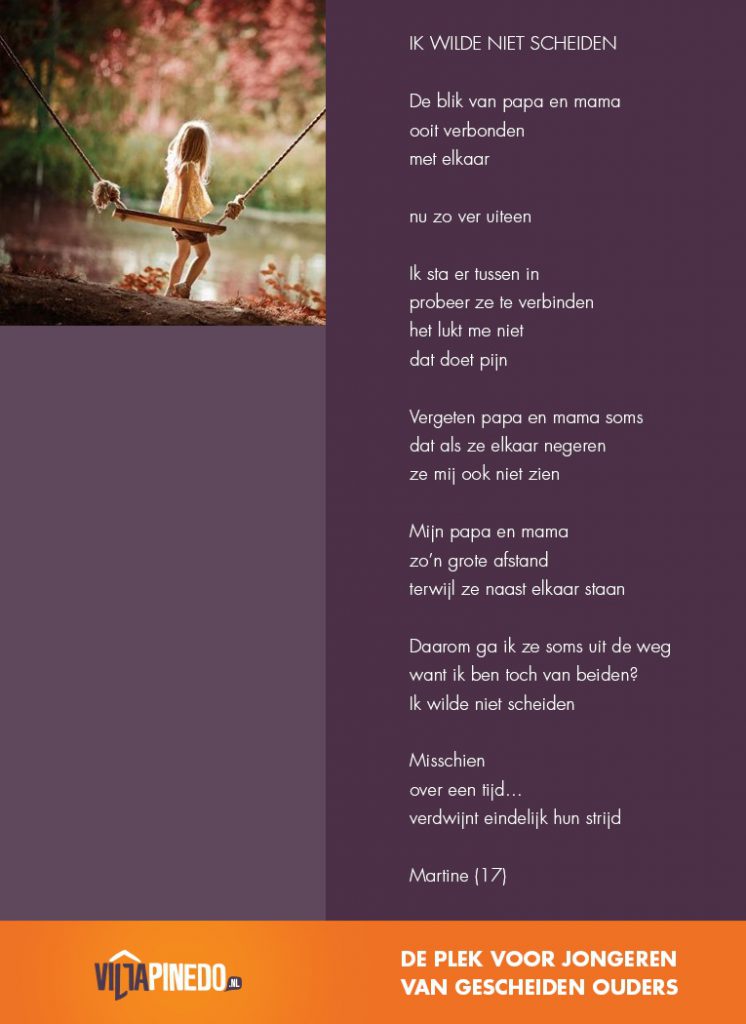 IK WILDE NIET SCHEIDEN
De blik van papa en mama
ooit verbonden
met elkaar
nu zo ver uiteen
Ik sta er tussen in
probeer ze te verbinden
het lukt me niet
dat doet pijn
Vergeten papa en mama soms
dat als ze elkaar negeren
ze mij ook niet zien
Mijn papa en mama
zo’n grote afstand
terwijl ze naast elkaar staan
Daarom ga ik ze soms uit de weg
want ik ben toch van beiden?
Ik wilde niet scheiden
Misschien
over een tijd…
verdwijnt eindelijk hun strijd
Martine (17)
VILLAPINEDO.NL
DE PLEK VOOR JONGEREN
VAN GESCHEIDEN OUDERS